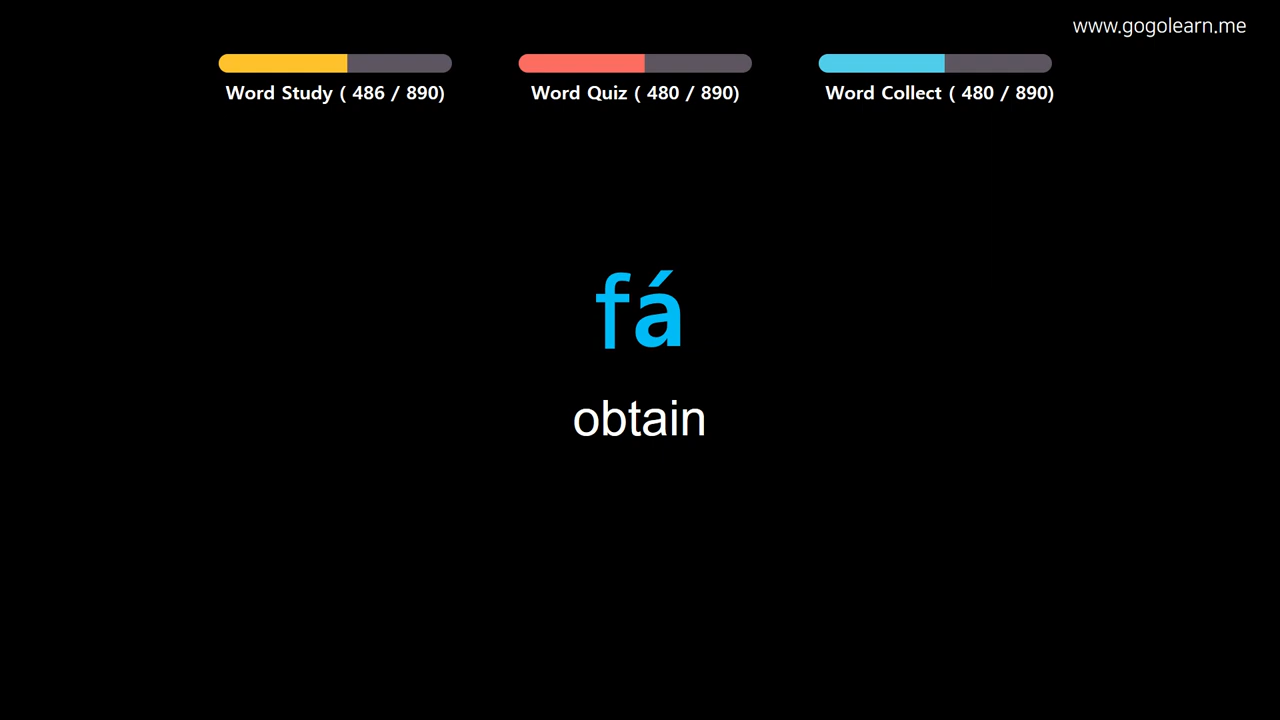 www.gogolearn.me
Word Study ( 486 / 890)
Word Quiz ( 480 / 890)
Word Collect ( 480 / 890)
fá
obtain